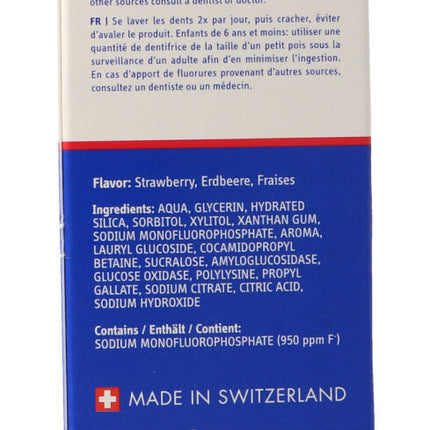 other sources consult a dentist or doctor.
FR | Se laver les dents 2x par jour, puis cracher, éviter
d'avaler le produit. Enfants de 6 ans et moins: utiliser une
quantité de dentifrice de la taille d'un petit pois sous la
surveillance d'un adulte afin d'en minimiser l'ingestion.
En cas d'apport de fluorures provenant d'autres sources,
consultez un dentiste ou un médecin.
Flavor: Strawberry, Erdbeere, Fraises
Ingredients: AQUA, GLYCERIN, HYDRATED
SILICA, SORBITOL, XYLITOL, XANTHAN GUM,
SODIUM MONOFLUOROPHOSPHATE, AROMA,
LAURYL GLUCOSIDE, COCAMIDOPROPYL
BETAINE, SUCRALOSE, AMYLOGLUCOSIDASE,
GLUCOSE OXIDASE, POLYLYSINE, PROPYL
GALLATE, SODIUM CITRATE, CITRIC ACID,
SODIUM HYDROXIDE
Contains / Enthält / Contient:
SODIUM MONOFLUOROPHOSPHATE (950 ppm F⁻)
MADE IN SWITZERLAND